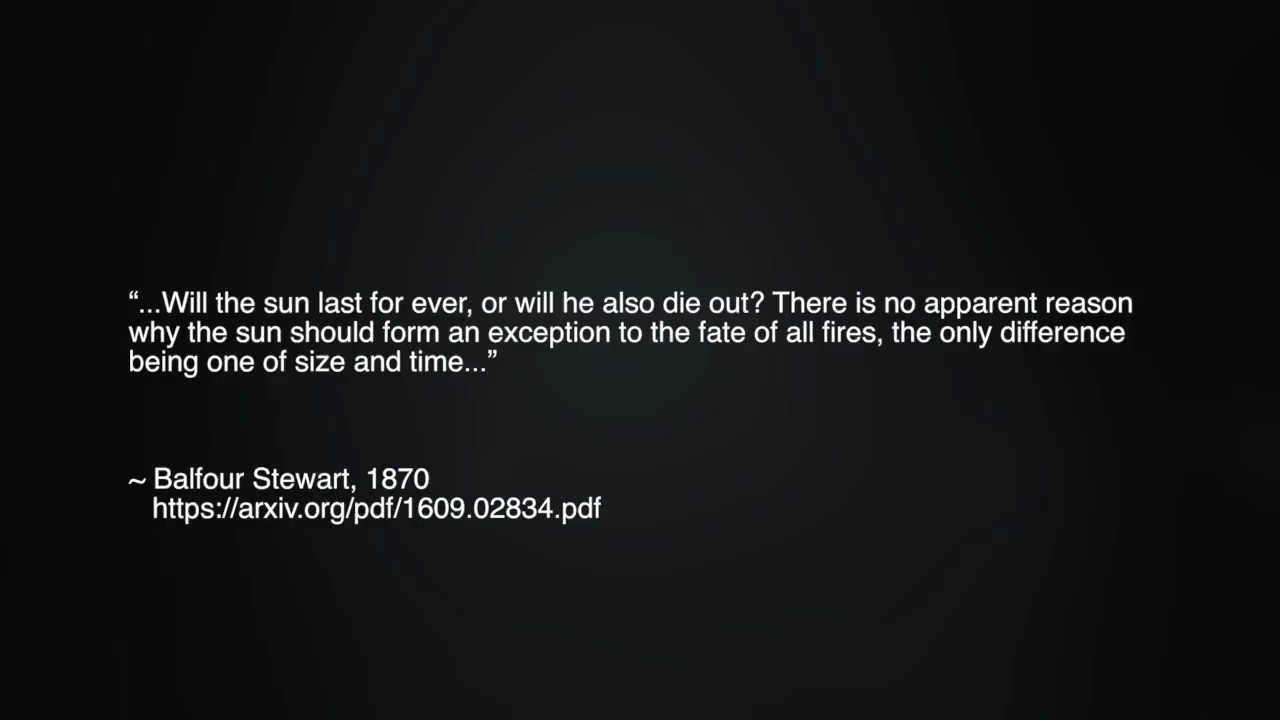 “...Will the sun last for ever, or will he also die out? There is no apparent reason
why the sun should form an exception to the fate of all fires, the only difference
being one of size and time...”
~ Balfour Stewart, 1870
https://arxiv.org/pdf/1609.02834.pdf